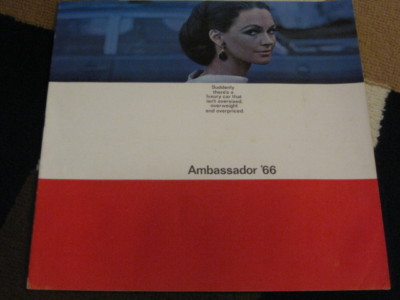 Suddenly
there's a
luxury car that
isn't oversized,
overweight
and overpriced.
Ambassador '66